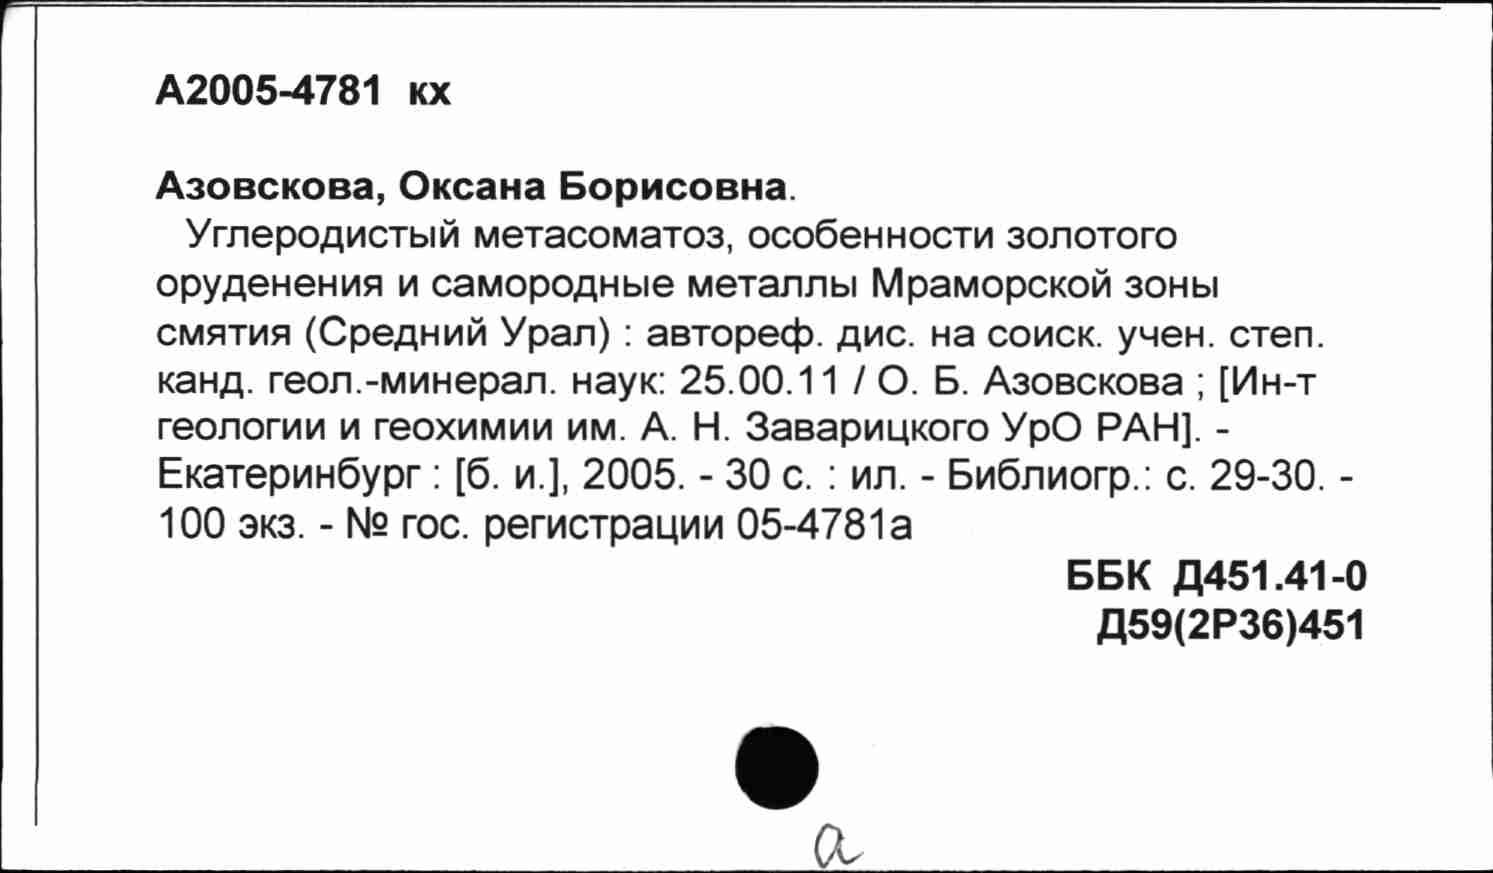 А2005-4781 кх
Азовскова, Оксана Борисовна.
Углеродистый метасоматоз, особенности золотого
оруденения и самородные металлы Мраморской зоны
смятия (Средний Урал) : автореф. дис. на соиск. учен. степ.
канд. геол.-минерал. наук: 25.00.11 / О. Б. Азовскова ; [Ин-т
геологии и геохимии им. А. Н. Заварицкого УрО РАН]. -
Екатеринбург : [б. и.], 2005. - 30 с. : ил. - Библиогр.: с. 29-30. -
100 экз. - № гос. регистрации 05-4781а
ББК Д451.41-0
Д59(2Р36)451
а